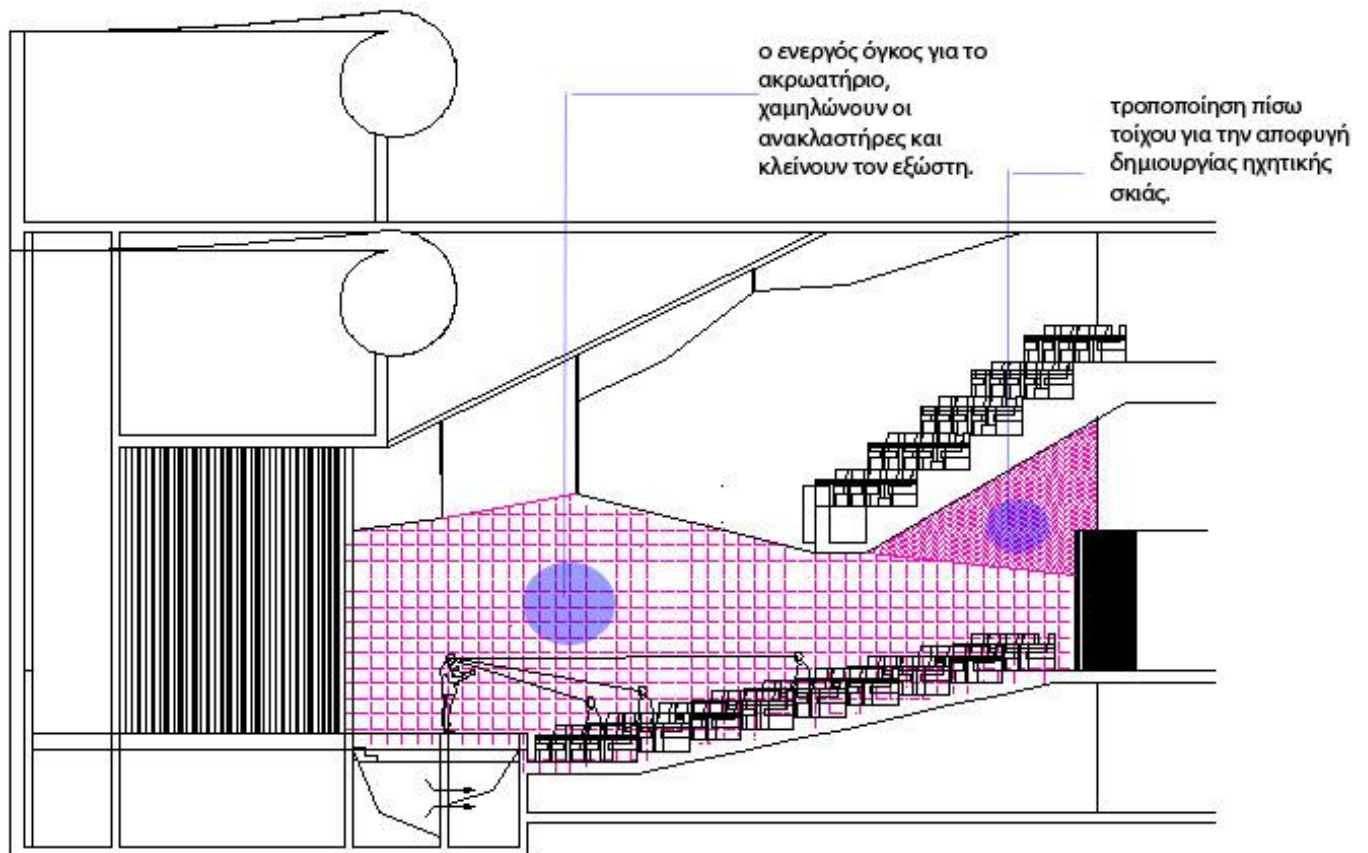 ο ενεργός όγκος για το
ακρωατήριο,
χαμηλώνουν οι
ανακλαστήρες και
κλείνουν τον εξώστη.
τροποποίηση πίσω
τοίχου για την αποφυγή
δημιουργίας ηχητικής
σκιάς.